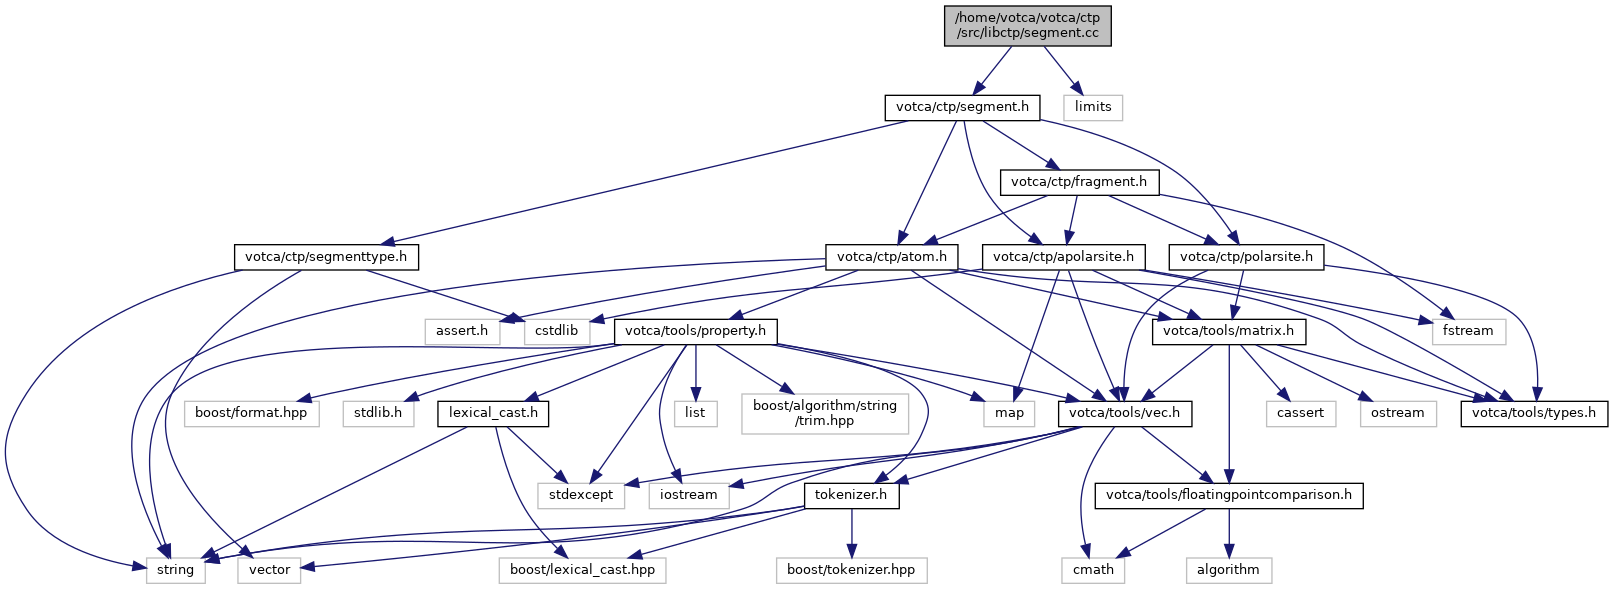 /home/votca/votca/ctp
/src/libctp/segment.cc
votca/ctp/segment.h
limits
votca/ctp/fragment.h
votca/ctp/segmenttype.h
votca/ctp/atom.h
votca/ctp/apolarsite.h
votca/ctp/polarsite.h
assert.h
cstdlib
votca/tools/property.h
votca/tools/matrix.h
fstream
boost/format.hpp
stdlib.h
lexical_cast.h
list
boost/algorithm/string
/trim.hpp
map
votca/tools/vec.h
cassert
ostream
votca/tools/types.h
stdexcept
iostream
tokenizer.h
votca/tools/floatingpointcomparison.h
string
vector
boost/lexical_cast.hpp
boost/tokenizer.hpp
cmath
algorithm